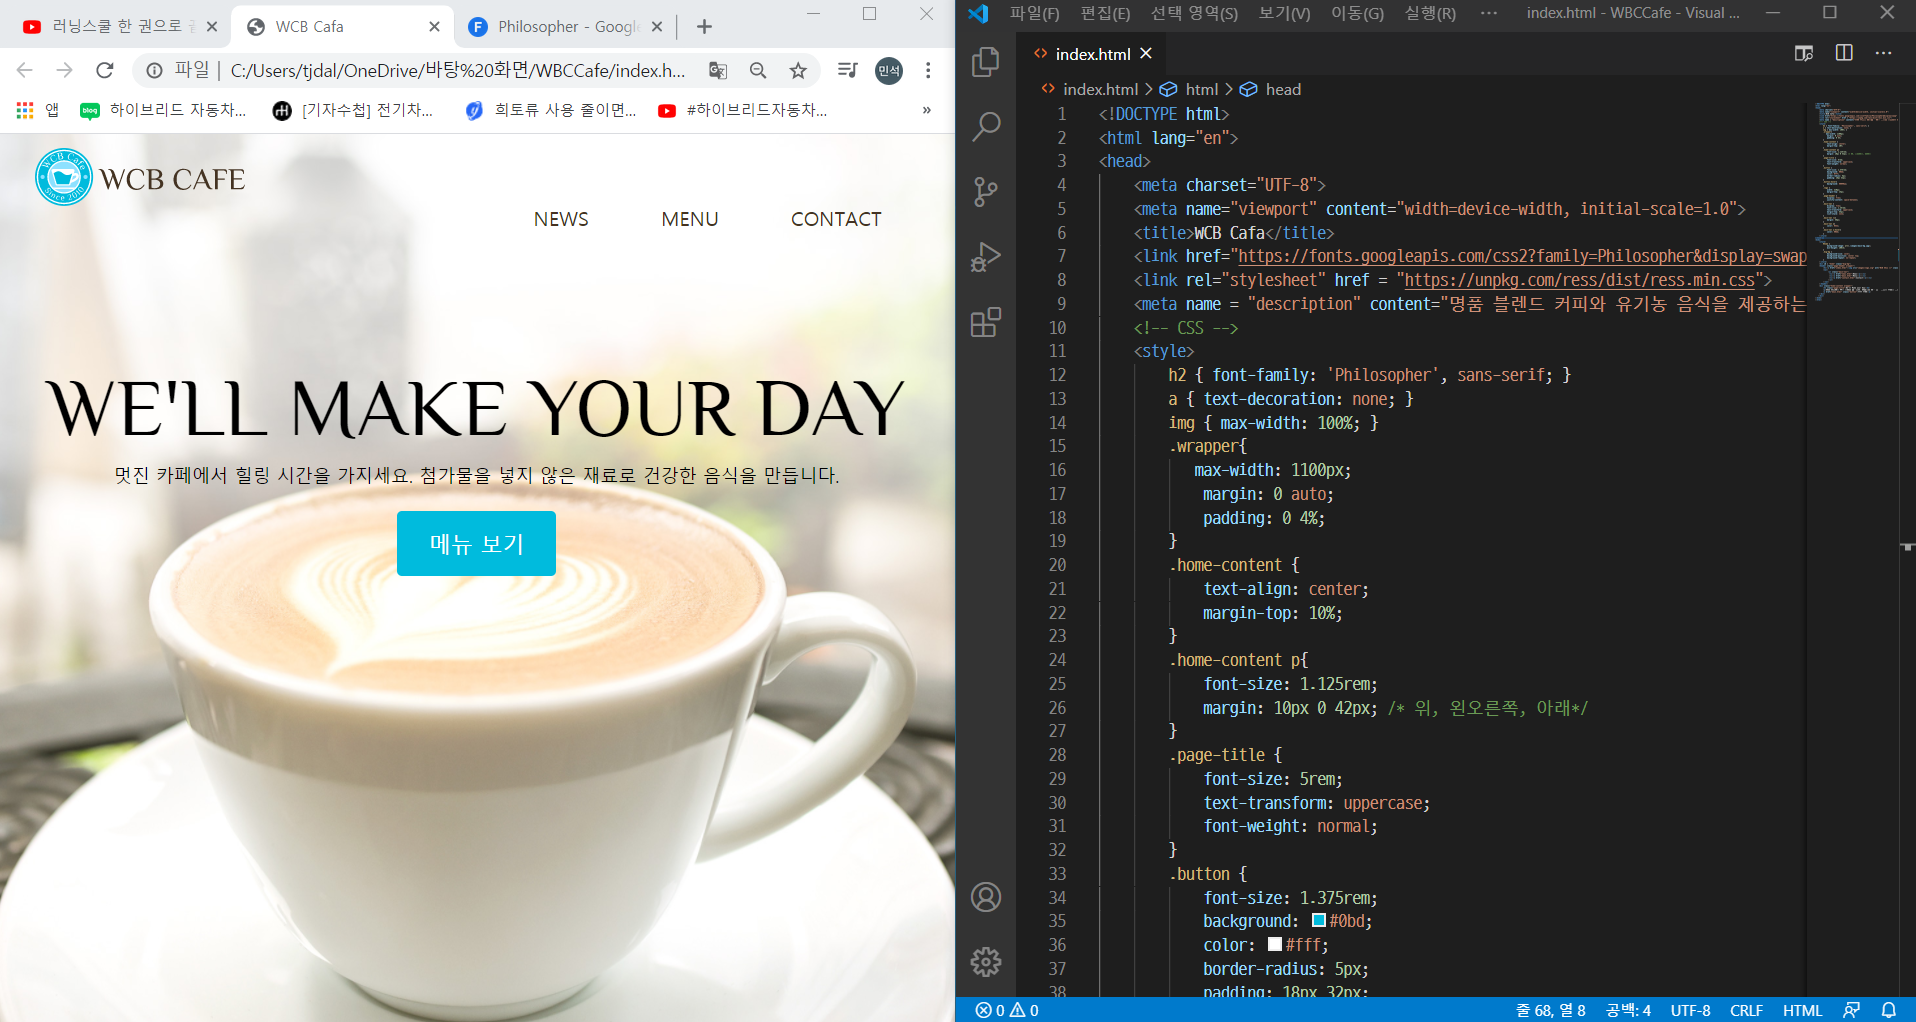 러닝스쿨 한 권으로
WCB Cafa
Philosopher - Google
파일 | C:/Users/tjdal/OneDrive/바탕%20화면/WBCCafe/index.h...
민석
앱
blog 하이브리드 자동차...
[기자수첩] 전기차...
희토류 사용 줄이면...
#하이브리드자동차...
»
WCB Cafe
Since 2010
WCB CAFE
NEWS MENU CONTACT
WE'LL MAKE YOUR DAY
멋진 카페에서 힐링 시간을 가지세요. 첨가물을 넣지 않은 재료로 건강한 음식을 만듭니다.
메뉴 보기
파일(F) 편집(E) 선택 영역(S) 보기(V) 이동(G) 실행(R) ··· index.html - WBCCafe - Visual ...
index.html
index.html > html > head
1 <!DOCTYPE html>
2 <html lang="en">
3 <head>
4 <meta charset="UTF-8">
5 <meta name="viewport" content="width=device-width, initial-scale=1.0">
6 <title>WCB Cafa</title>
7 <link href="https://fonts.googleapis.com/css2?family=Philosopher&display=swap
8 <link rel="stylesheet" href = "https://unpkg.com/ress/dist/ress.min.css">
9 <meta name = "description" content="명품 블렌드 커피와 유기농 음식을 제공하는
10 <!-- CSS -->
11 <style>
12 h2 { font-family: 'Philosopher', sans-serif; }
13 a { text-decoration: none; }
14 img { max-width: 100%; }
15 .wrapper{
16 max-width: 1100px;
17 margin: 0 auto;
18 padding: 0 4%;
19 }
20 .home-content {
21 text-align: center;
22 margin-top: 10%;
23 }
24 .home-content p{
25 font-size: 1.125rem;
26 margin: 10px 0 42px; /* 위, 왼오른쪽, 아래*/
27 }
28 .page-title {
29 font-size: 5rem;
30 text-transform: uppercase;
31 font-weight: normal;
32 }
33 .button {
34 font-size: 1.375rem;
35 background: #0bd;
36 color: #fff;
37 border-radius: 5px;
38 padding: 18px 32px;
0 0 줄 68, 열 8 공백: 4 UTF-8 CRLF HTML